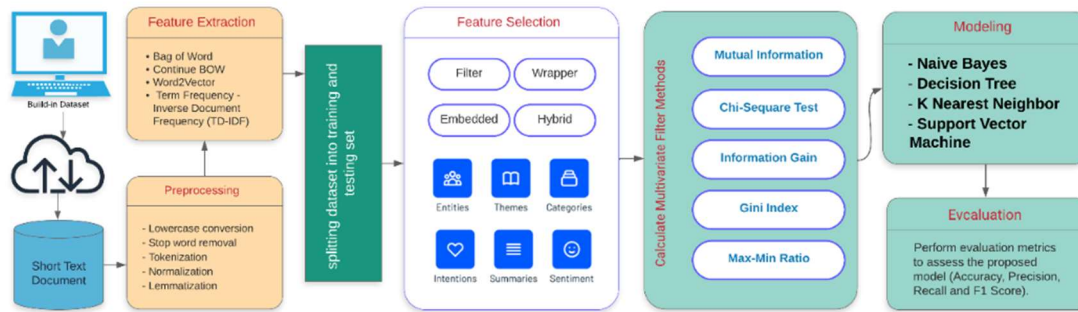 Build-in Dataset
Short Text
Document
Preprocessing
- Lowercase conversion
- Stop word removal
- Tokenization
- Normalization
- Lemmatization
Feature Extraction
• Bag of Word
• Continue BOW
• Word2Vector
• Term Frequency -
Inverse Document
Frequency (TD-IDF)
splitting dataset into training and
testing set
Feature Selection
Filter
Wrapper
Embedded
Hybrid
Entities
Themes
Categories
Intentions
Summaries
Sentiment
Calculate Multivariate Filter Methods
Mutual Information
Chi-Sequare Test
Information Gain
Gini Index
Max-Min Ratio
Modeling
- Naive Bayes
- Decision Tree
- K Nearest Neighbor
- Support Vector
Machine
Evcaluation
Perform evaluation metrics
to assess the proposed
model (Accuracy, Precision,
Recall and F1 Score).